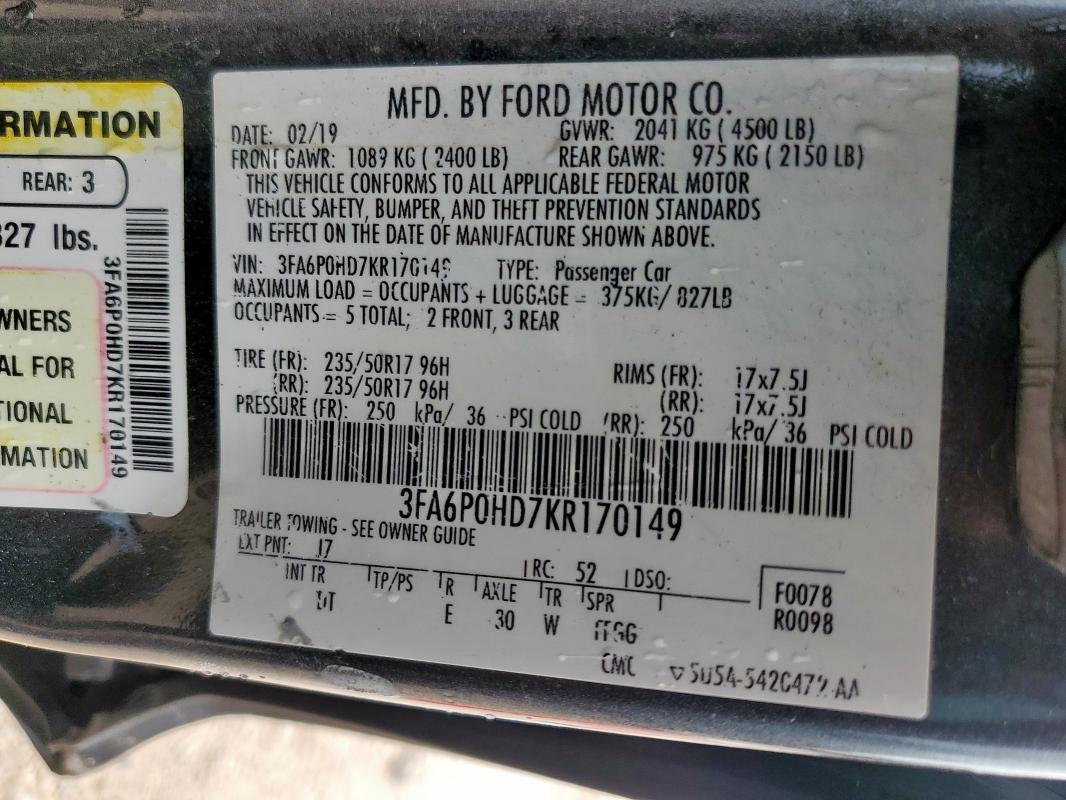 RMATION
REAR: 3
827 lbs.
WNERS
AL FOR
TIONAL
MATION
3FA6P0HD7KR170149
MFD. BY FORD MOTOR CO.
DATE: 02/19 GVWR: 2041 KG ( 4500 LB)
FRONT GAWR: 1089 KG ( 2400 LB) REAR GAWR: 975 KG ( 2150 LB)
THIS VEHICLE CONFORMS TO ALL APPLICABLE FEDERAL MOTOR
VEHICLE SAFETY, BUMPER, AND THEFT PREVENTION STANDARDS
IN EFFECT ON THE DATE OF MANUFACTURE SHOWN ABOVE.
VIN: 3FA6P0HD7KR170149 TYPE: Passenger Car
MAXIMUM LOAD = OCCUPANTS + LUGGAGE = 375KG/ 827LB
OCCUPANTS = 5 TOTAL; 2 FRONT, 3 REAR
TIRE (FR): 235/50R17 96H RIMS (FR): 17x7.5J
(RR): 235/50R17 96H (RR): 17x7.5J
PRESSURE (FR): 250 kPa/ 36 PSI COLD (RR): 250 kPa/ 36 PSI COLD
3FA6P0HD7KR170149
TRAILER TOWING - SEE OWNER GUIDE
EXT PNT: J7 RC: 52 DSO:
INT TR TP/PS R AXLE TR SPR
E 30 W
F0078
R0098
CMC